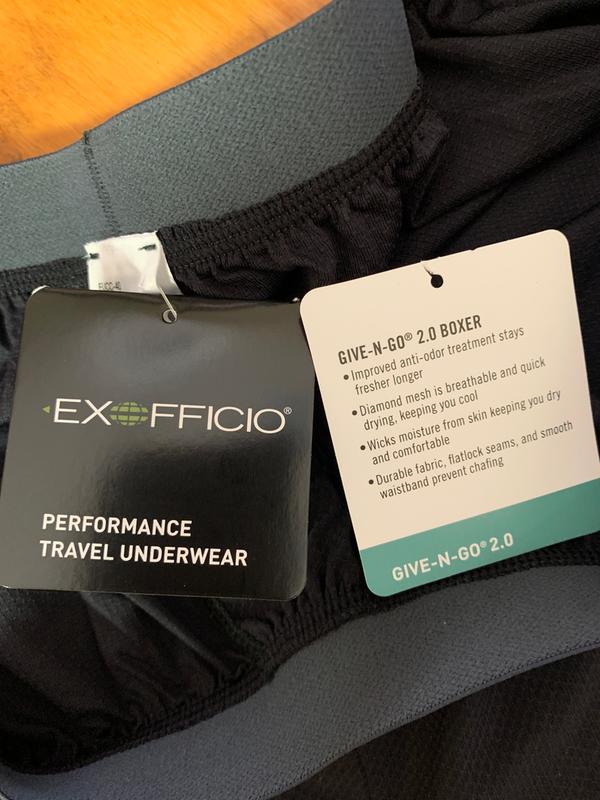 EXOFFICIO®
PERFORMANCE
TRAVEL UNDERWEAR
GIVE-N-GO® 2.0 BOXER
• Improved anti-odor treatment stays
fresher longer
• Diamond mesh is breathable and quick
drying, keeping you cool
• Wicks moisture from skin keeping you dry
and comfortable
• Durable fabric, flatlock seams, and smooth
waistband prevent chafing
GIVE-N-GO® 2.0